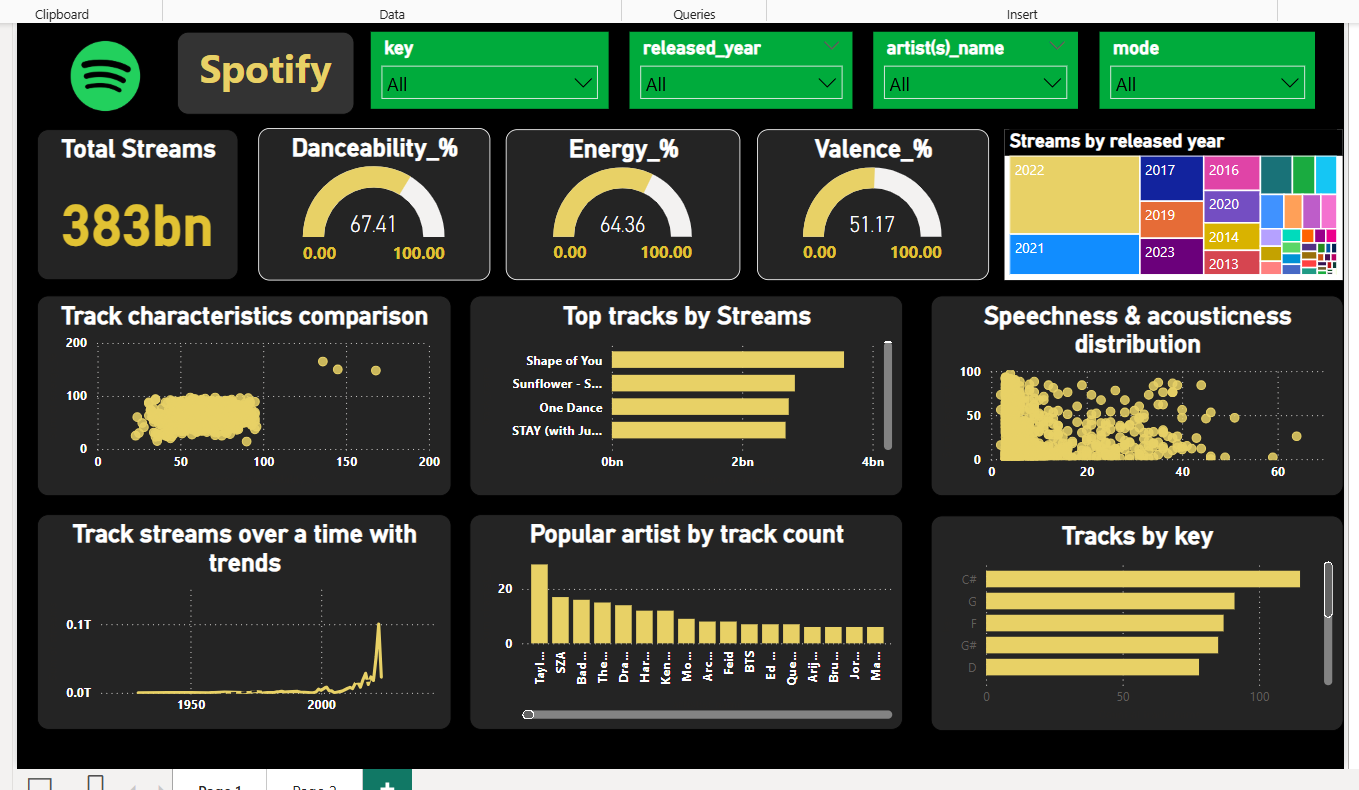 Clipboard
Data
Queries
Insert
Spotify
key
All
released_year
All
artist(s)_name
All
mode
All
Total Streams
383bn
Danceability_%
67.41
0.00
100.00
Energy_%
64.36
0.00
100.00
Valence_%
51.17
0.00
100.00
Streams by released year
2022
2021
2017
2019
2023
2016
2020
2014
2013
Track characteristics comparison
200
100
0
0
50
100
150
200
Top tracks by Streams
Shape of You
Sunflower - S...
One Dance
STAY (with Ju...
0bn
2bn
4bn
Speechness & acousticness
distribution
100
50
0
0
20
40
60
Track streams over a time with
trends
0.1T
0.0T
1950
2000
Popular artist by track count
20
0
Tayl...
SZA
Bad...
The...
Dra...
Har...
Ken...
Mo...
Arc...
Feid
BTS
Ed ...
Que...
Arij...
Bru...
Jor...
Ma...
Tracks by key
C#
G
F
G#
D
0
50
100
Page 1
Page 2